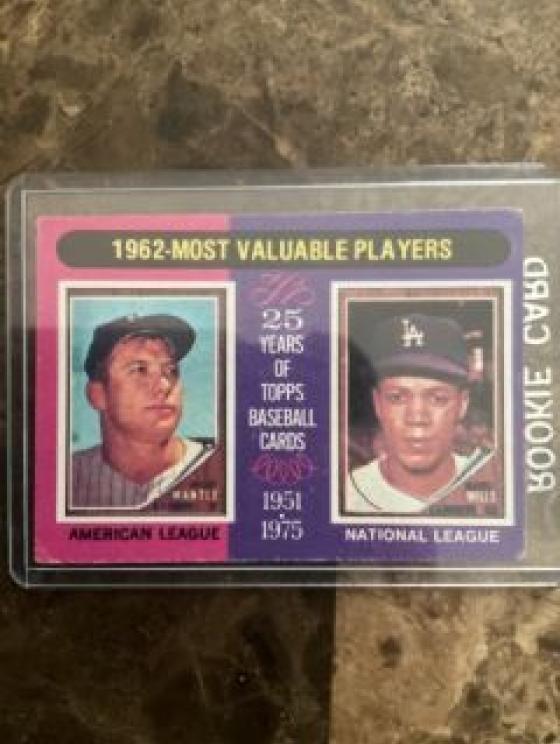 1962-MOST VALUABLE PLAYERS
25
YEARS
OF
TOPPS
BASEBALL
CARDS
1951
1975
LA
MANTLE
WILLS
AMERICAN LEAGUE
NATIONAL LEAGUE
ROOKIE CARD